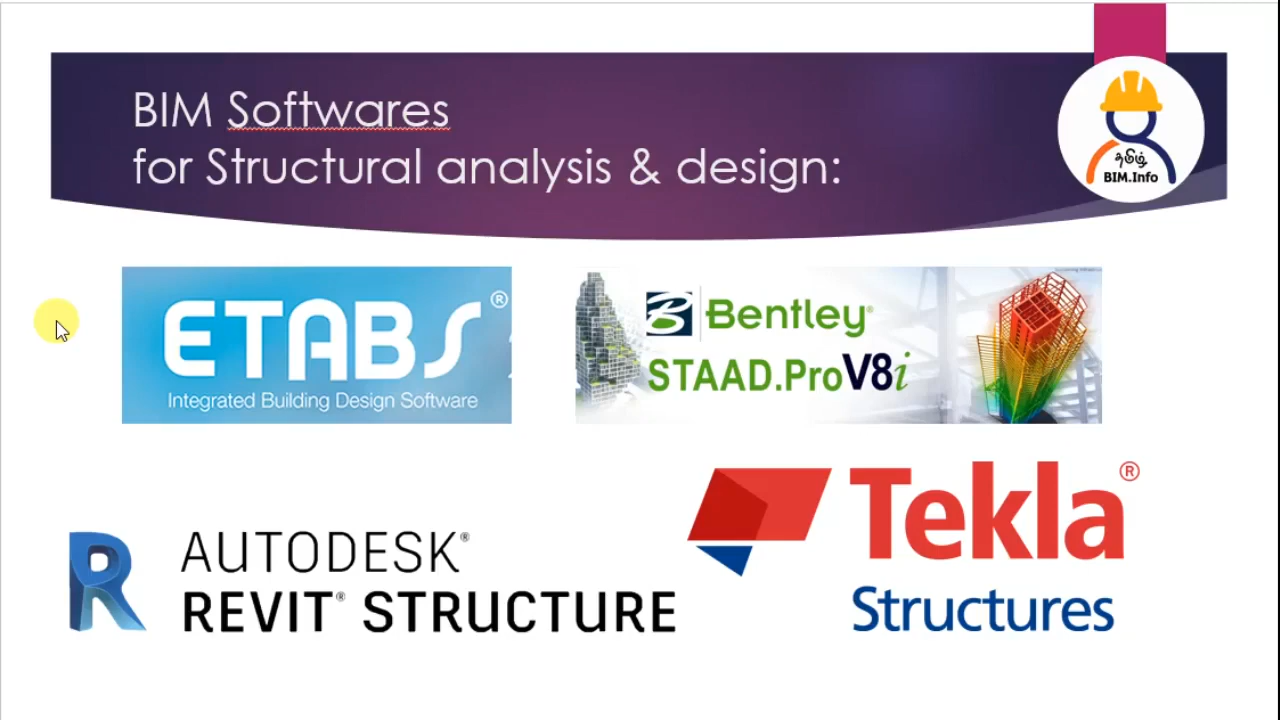 BIM Softwares
for Structural analysis & design:
தமிழ்
BIM.Info
ETABS®
Integrated Building Design Software
Bentley®
STAAD.ProV8i
AUTODESK®
REVIT® STRUCTURE
Tekla®
Structures